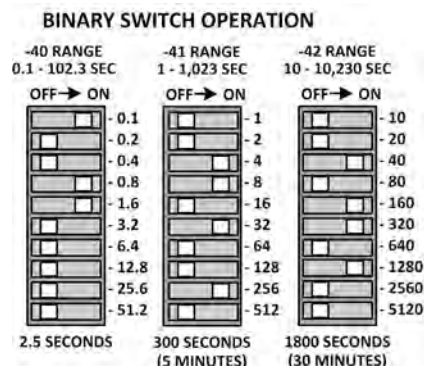 BINARY SWITCH OPERATION
-40 RANGE
0.1 - 102.3 SEC
OFF → ON
- 0.1
- 0.2
- 0.4
- 0.8
- 1.6
- 3.2
- 6.4
- 12.8
- 25.6
- 51.2
2.5 SECONDS
-41 RANGE
1 - 1,023 SEC
OFF → ON
- 1
- 2
- 4
- 8
- 16
- 32
- 64
- 128
- 256
- 512
300 SECONDS
(5 MINUTES)
-42 RANGE
10 - 10,230 SEC
OFF → ON
- 10
- 20
- 40
- 80
- 160
- 320
- 640
- 1280
- 2560
- 5120
1800 SECONDS
(30 MINUTES)